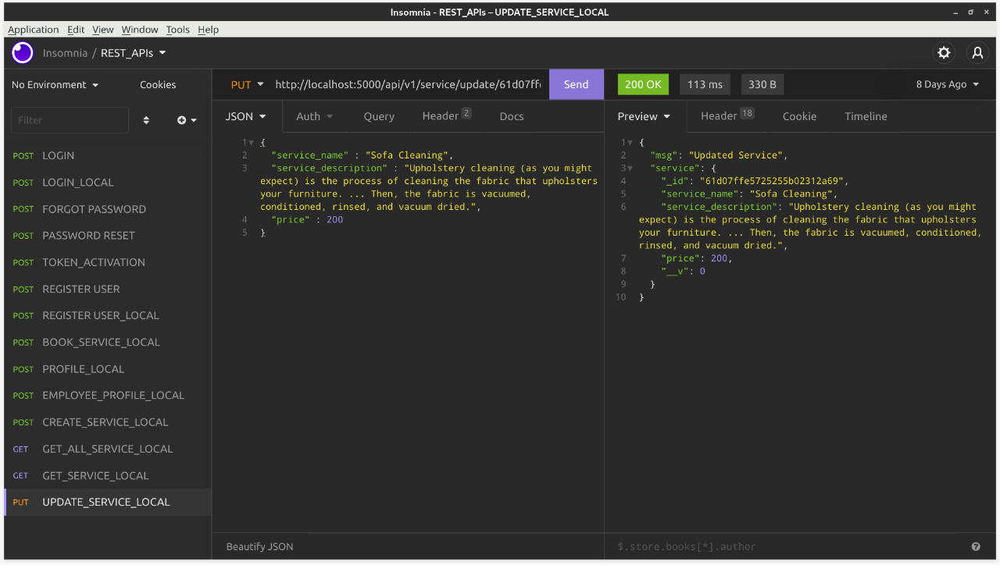 Insomnia - REST_APIs – UPDATE_SERVICE_LOCAL
Application Edit View Window Tools Help
Insomnia / REST_APIs
No Environment Cookies
Filter
POST LOGIN
POST LOGIN_LOCAL
POST FORGOT PASSWORD
POST PASSWORD RESET
POST TOKEN_ACTIVATION
POST REGISTER USER
POST REGISTER USER_LOCAL
POST BOOK_SERVICE_LOCAL
POST PROFILE_LOCAL
POST EMPLOYEE_PROFILE_LOCAL
POST CREATE_SERVICE_LOCAL
GET GET_ALL_SERVICE_LOCAL
GET GET_SERVICE_LOCAL
PUT UPDATE_SERVICE_LOCAL
PUT http://localhost:5000/api/v1/service/update/61d07ffe Send
JSON Auth Query Header 2 Docs
1 {
2 "service_name" : "Sofa Cleaning",
3 "service_description" : "Upholstery cleaning (as you might
expect) is the process of cleaning the fabric that upholsters
your furniture. ... Then, the fabric is vacuumed,
conditioned, rinsed, and vacuum dried.",
4 "price" : 200
5 }
Beautify JSON
200 OK 113 ms 330 B 8 Days Ago
Preview Header 18 Cookie Timeline
1 {
2 "msg": "Updated Service",
3 "service": {
4 "_id": "61d07ffe5725255b02312a69",
5 "service_name": "Sofa Cleaning",
6 "service_description": "Upholstery cleaning (as you might
expect) is the process of cleaning the fabric that upholsters
your furniture. ... Then, the fabric is vacuumed, conditioned,
rinsed, and vacuum dried.",
7 "price": 200,
8 "__v": 0
9 }
10 }
$.store.books[*].author